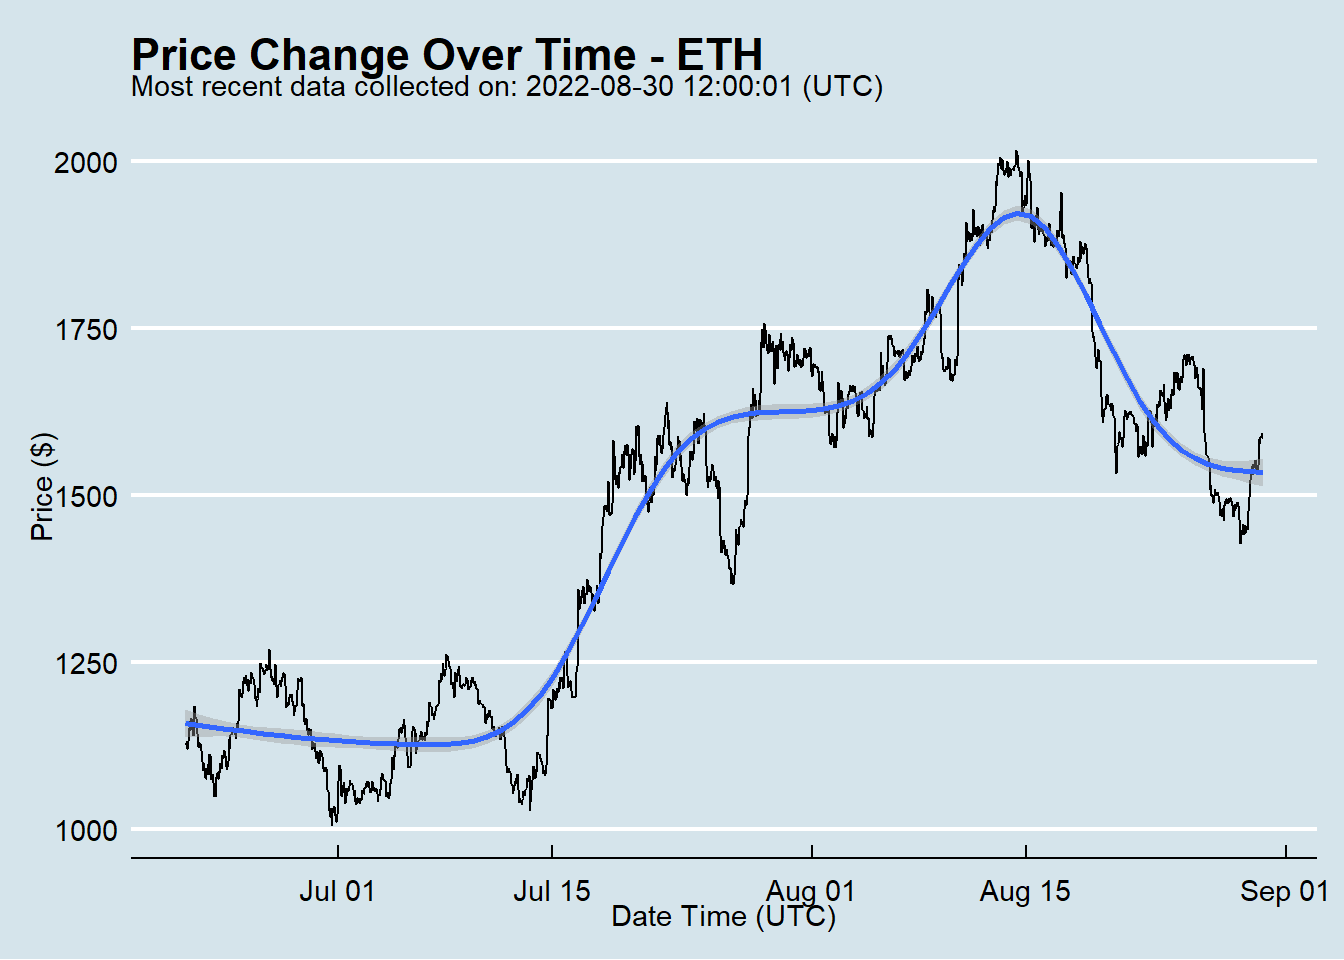 Price Change Over Time - ETH
Most recent data collected on: 2022-08-30 12:00:01 (UTC)
Price ($)
2000
1750
1500
1250
1000
Jul 01
Jul 15
Aug 01
Aug 15
Sep 01
Date Time (UTC)